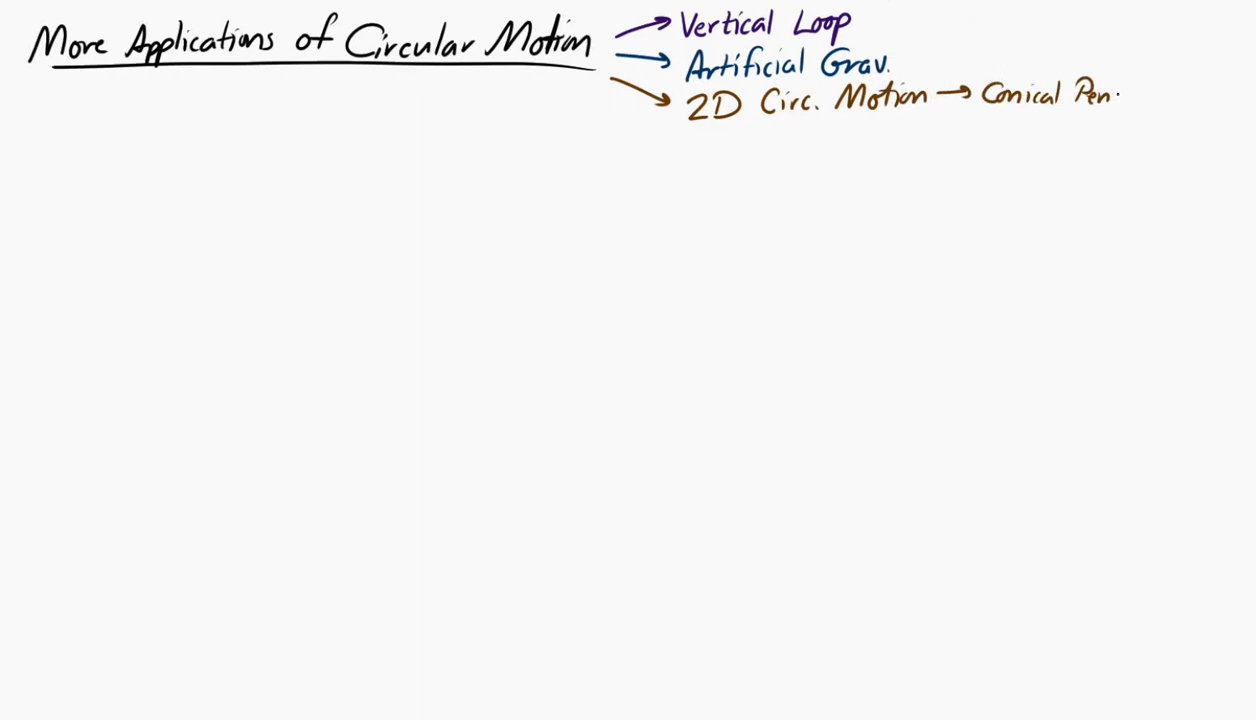 More Applications of Circular Motion
Vertical Loop
Artificial Grav.
2D Circ. Motion → Conical Pen.